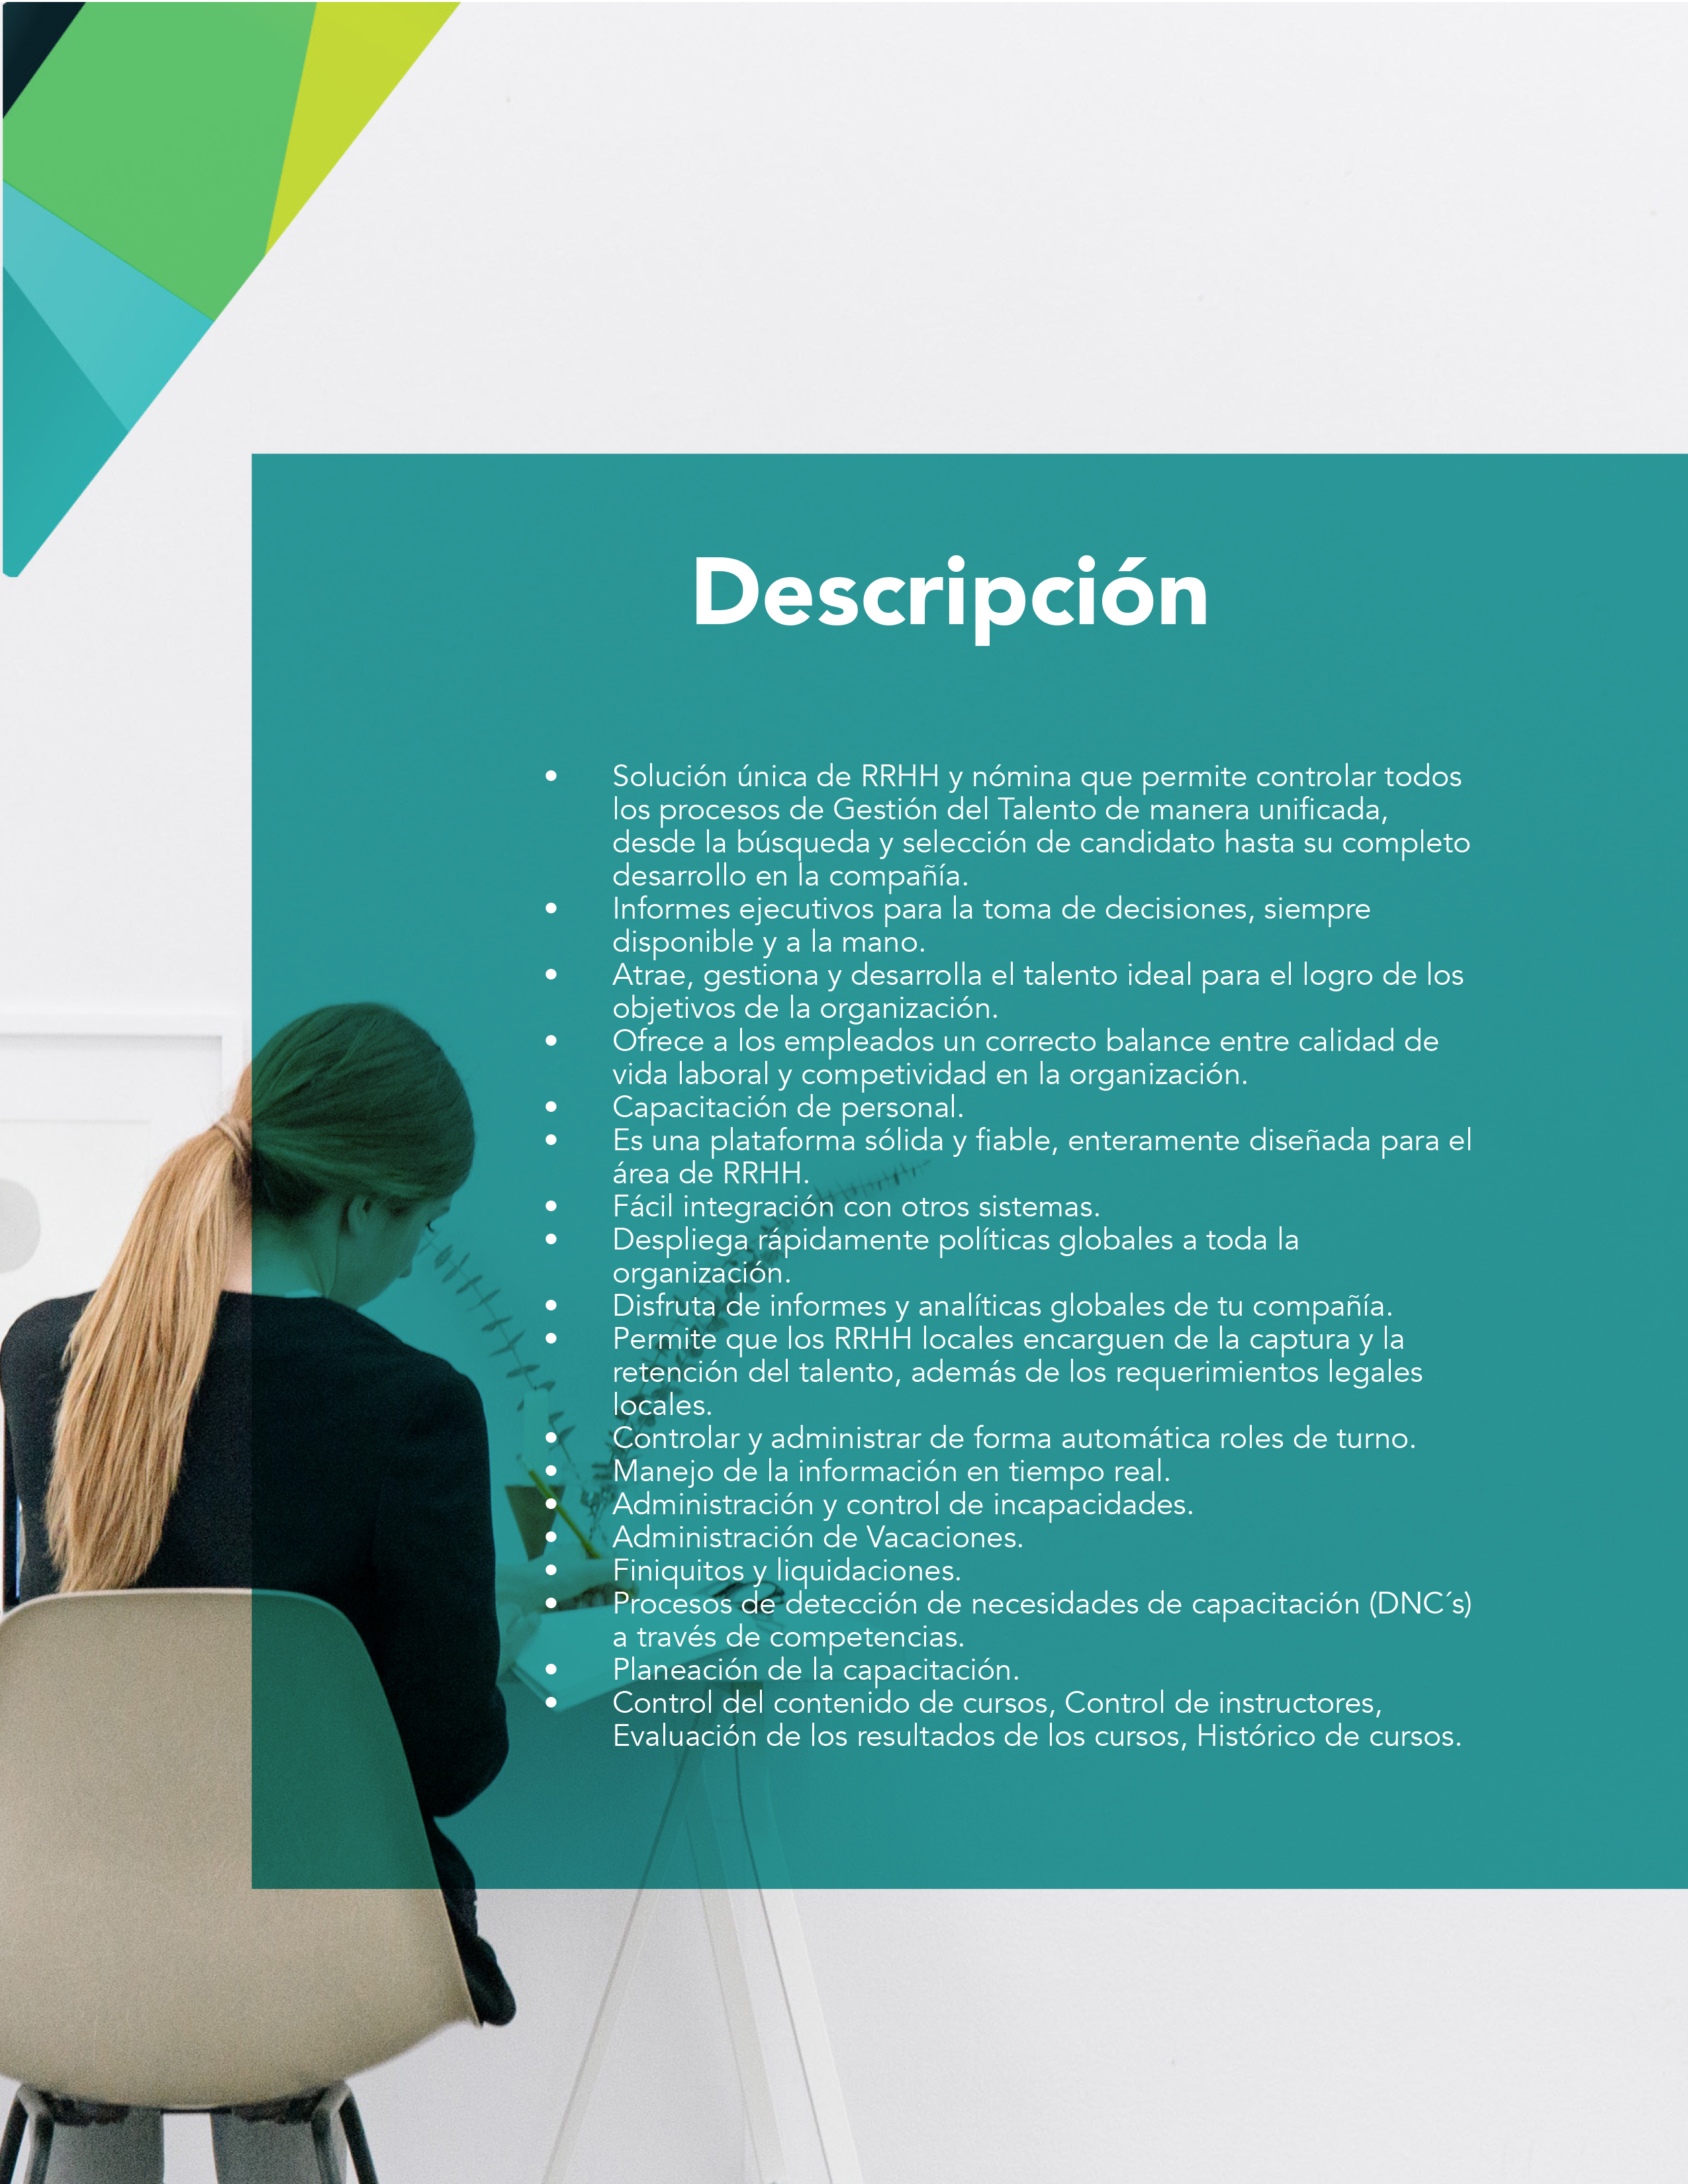 Descripción
• Solución única de RRHH y nómina que permite controlar todos
los procesos de Gestión del Talento de manera unificada,
desde la búsqueda y selección de candidato hasta su completo
desarrollo en la compañía.
• Informes ejecutivos para la toma de decisiones, siempre
disponible y a la mano.
• Atrae, gestiona y desarrolla el talento ideal para el logro de los
objetivos de la organización.
• Ofrece a los empleados un correcto balance entre calidad de
vida laboral y competividad en la organización.
• Capacitación de personal.
• Es una plataforma sólida y fiable, enteramente diseñada para el
área de RRHH.
• Fácil integración con otros sistemas.
• Despliega rápidamente políticas globales a toda la
organización.
• Disfruta de informes y analíticas globales de tu compañía.
• Permite que los RRHH locales encarguen de la captura y la
retención del talento, además de los requerimientos legales
locales.
• Controlar y administrar de forma automática roles de turno.
• Manejo de la información en tiempo real.
• Administración y control de incapacidades.
• Administración de Vacaciones.
• Finiquitos y liquidaciones.
• Procesos de detección de necesidades de capacitación (DNC´s)
a través de competencias.
• Planeación de la capacitación.
• Control del contenido de cursos, Control de instructores,
Evaluación de los resultados de los cursos, Histórico de cursos.